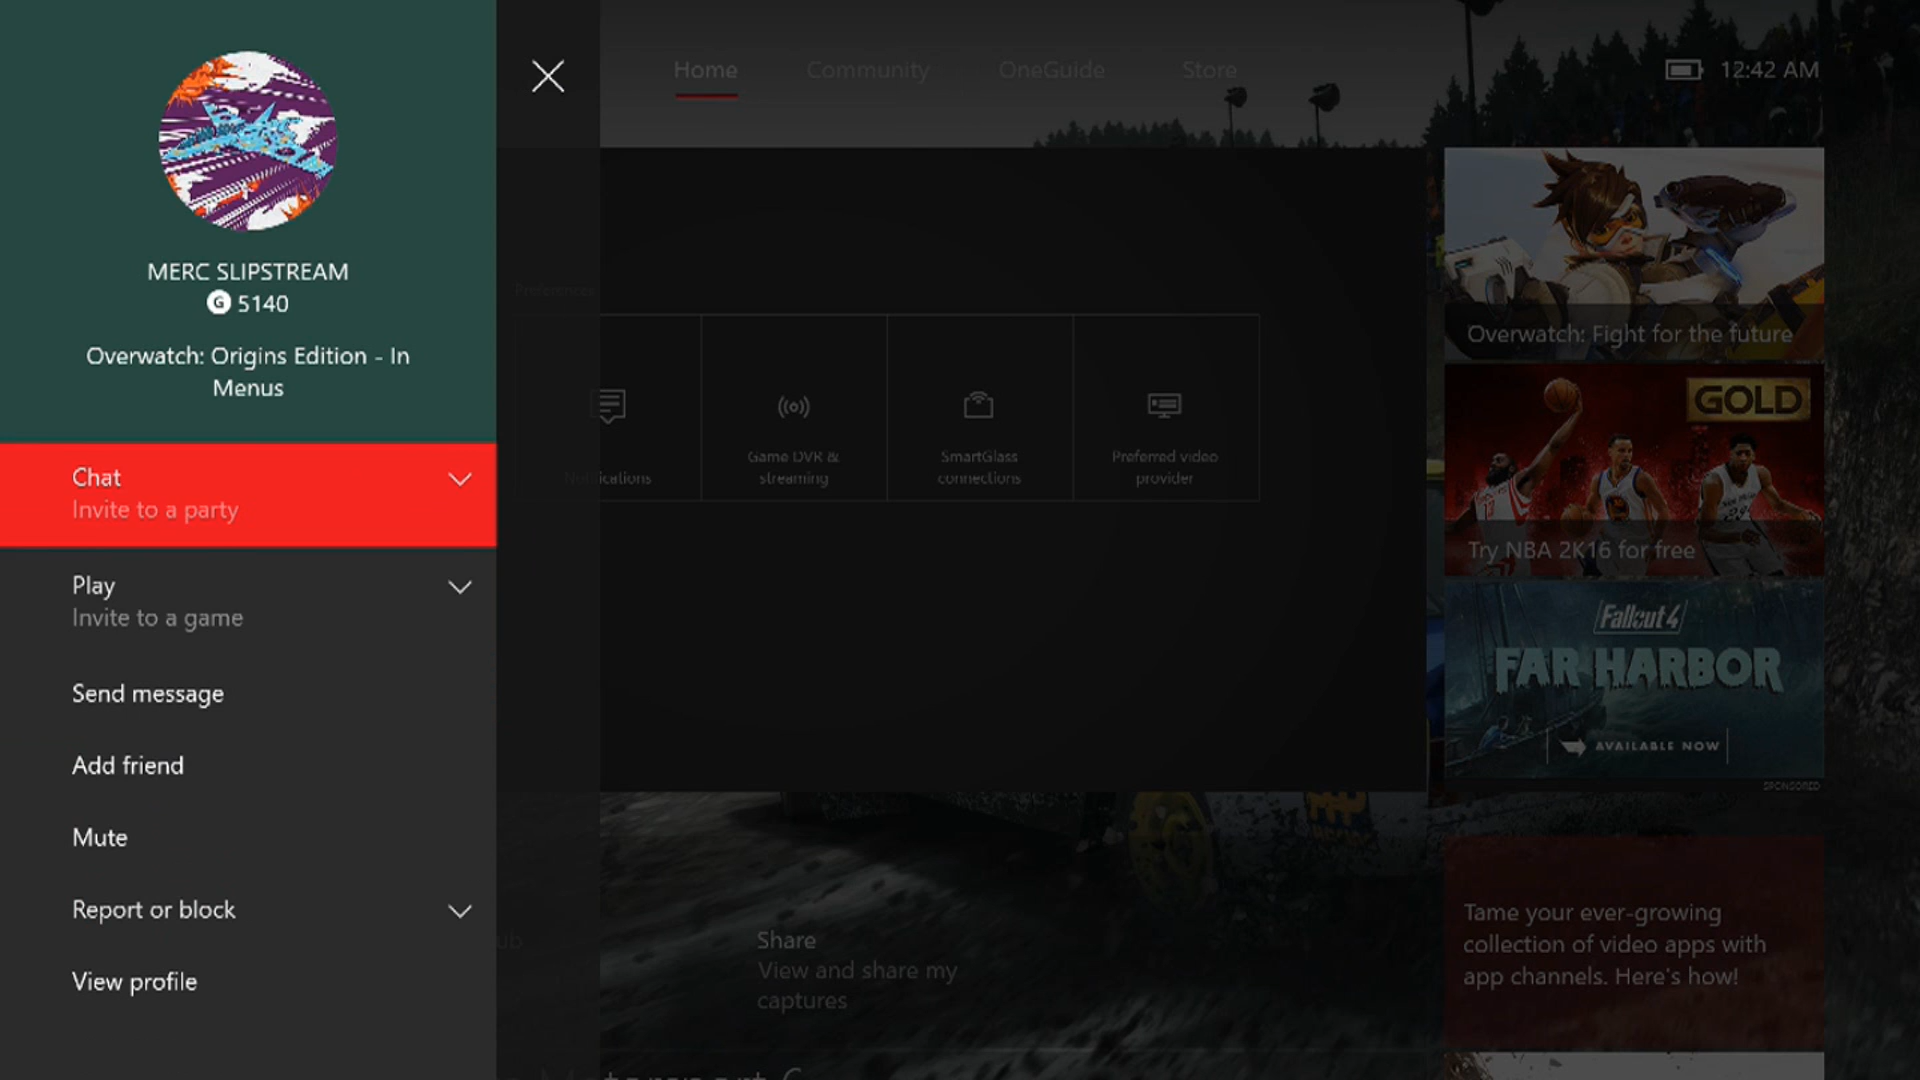 MERC SLIPSTREAM
G 5140
Overwatch: Origins Edition - In
Menus
Chat
Invite to a party
Play
Invite to a game
Send message
Add friend
Mute
Report or block
View profile
Home
Community
OneGuide
Store
12:42 AM
Preferences
Notifications
Game DVR &
streaming
SmartGlass
connections
Preferred video
provider
Overwatch: Fight for the future
GOLD
Try NBA 2K16 for free
Fallout 4
FAR HARBOR
AVAILABLE NOW
SPONSORED
ub
Share
View and share my
captures
Tame your ever-growing
collection of video apps with
app channels. Here's how!